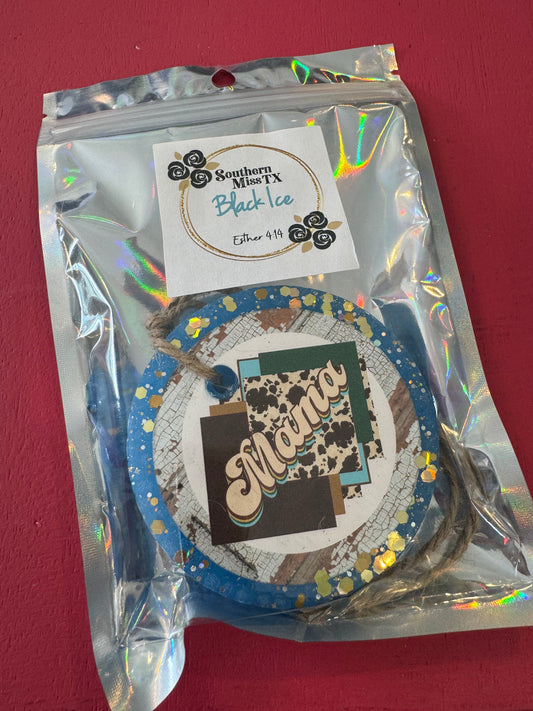 Southern
Miss TX
Black Ice
Esther 4:14
Mama